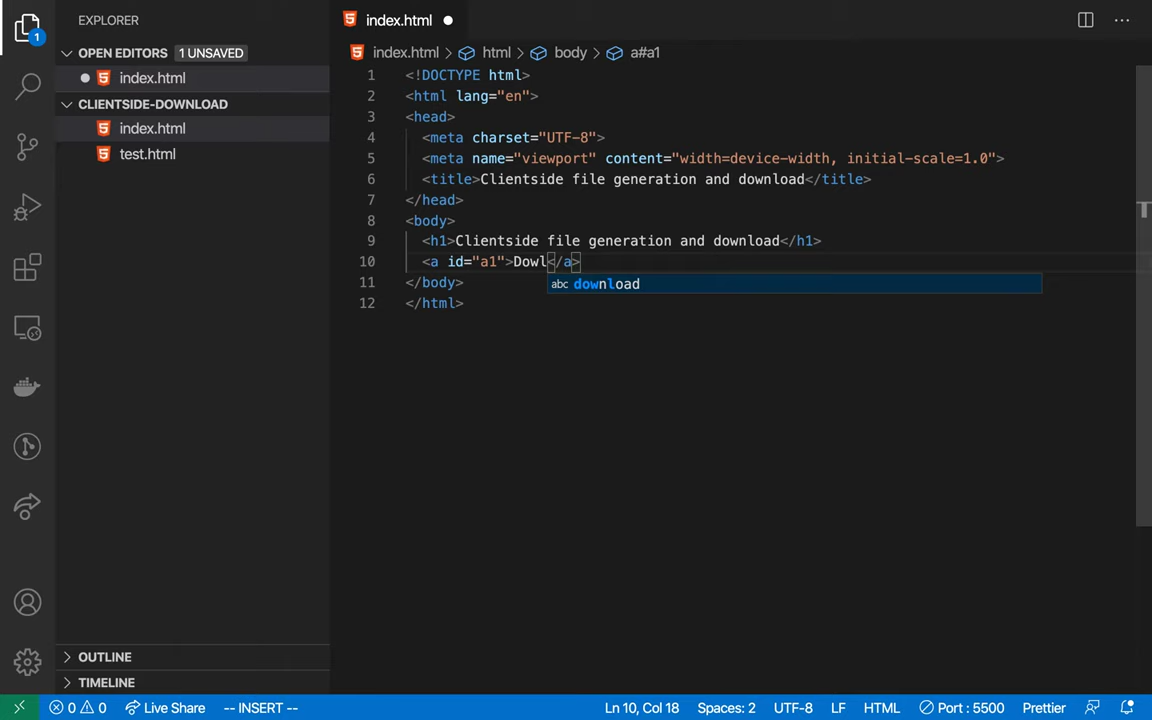 EXPLORER
OPEN EDITORS 1 UNSAVED
index.html
CLIENTSIDE-DOWNLOAD
index.html
test.html
OUTLINE
TIMELINE
1
index.html
index.html > html > body > a#a1
1 <!DOCTYPE html>
2 <html lang="en">
3 <head>
4 <meta charset="UTF-8">
5 <meta name="viewport" content="width=device-width, initial-scale=1.0">
6 <title>Clientside file generation and download</title>
7 </head>
8 <body>
9 <h1>Clientside file generation and download</h1>
10 <a id="a1">Dowl</a>
abc download
11 </body>
12 </html>
0 0 Live Share -- INSERT -- Ln 10, Col 18 Spaces: 2 UTF-8 LF HTML Port : 5500 Prettier